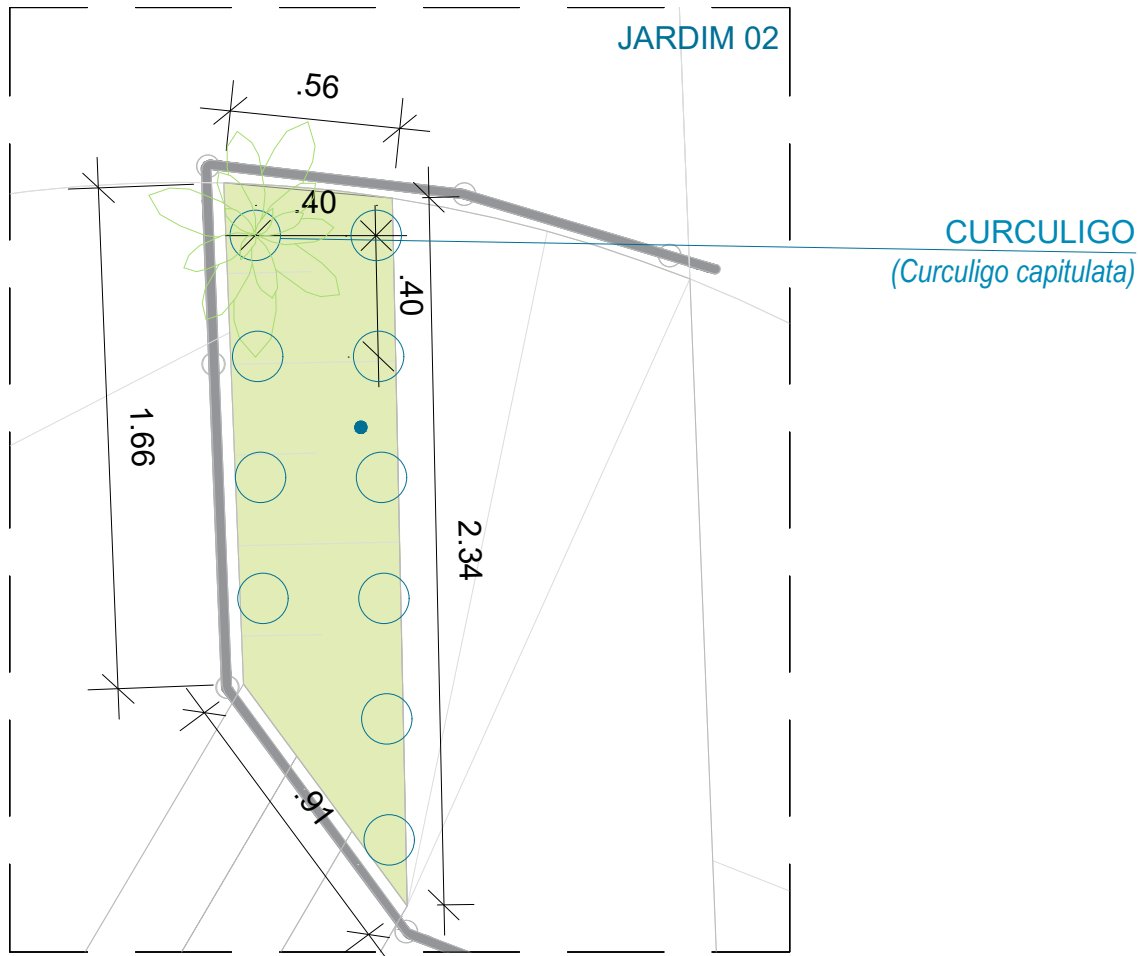 JARDIM 02
.56
.40
CURCULIGO
(Curculigo capitulata)
.40
1.66
2.34
.91